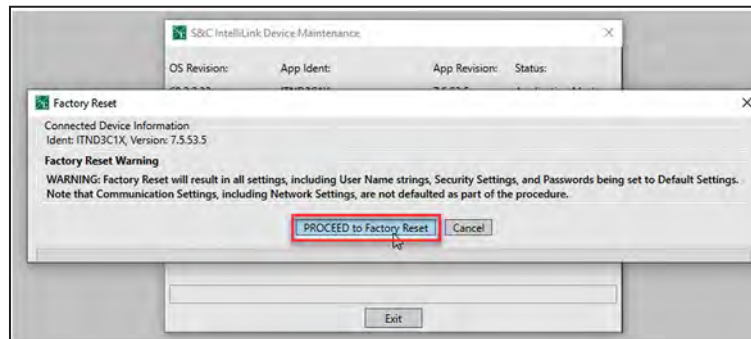 S&C IntelliLink Device Maintenance
OS Revision: App Ident: App Revision: Status:
Factory Reset
Connected Device Information
Ident: ITND3C1X, Version: 7.5.53.5
Factory Reset Warning
WARNING: Factory Reset will result in all settings, including User Name strings, Security Settings, and Passwords being set to Default Settings.
Note that Communication Settings, including Network Settings, are not defaulted as part of the procedure.
PROCEED to Factory Reset Cancel
Exit